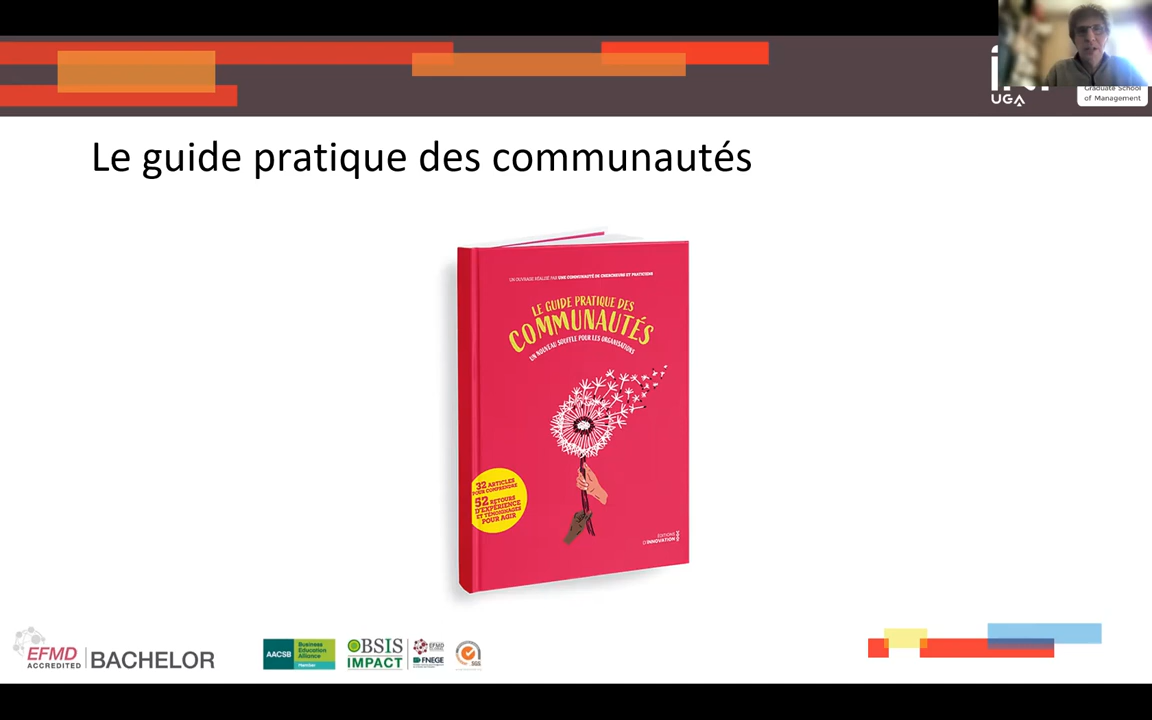 UGA
Graduate School
of Management
Le guide pratique des communautés
UN OUVRAGE RÉALISÉ PAR UNE COMMUNAUTÉ DE CHERCHEURS ET PRATICIENS
LE GUIDE PRATIQUE DES
COMMUNAUTÉS
UN NOUVEAU SOUFFLE POUR LES ORGANISATIONS
32 ARTICLES
POUR COMPRENDRE
52 RETOURS
D'EXPÉRIENCE
ET TÉMOIGNAGES
POUR AGIR
ÉDITIONS
D'INNOVATION
EFMD
ACCREDITED
BACHELOR
AACSB
Business
Education
Alliance
Member
BSIS
IMPACT
EFMD
FNEGE